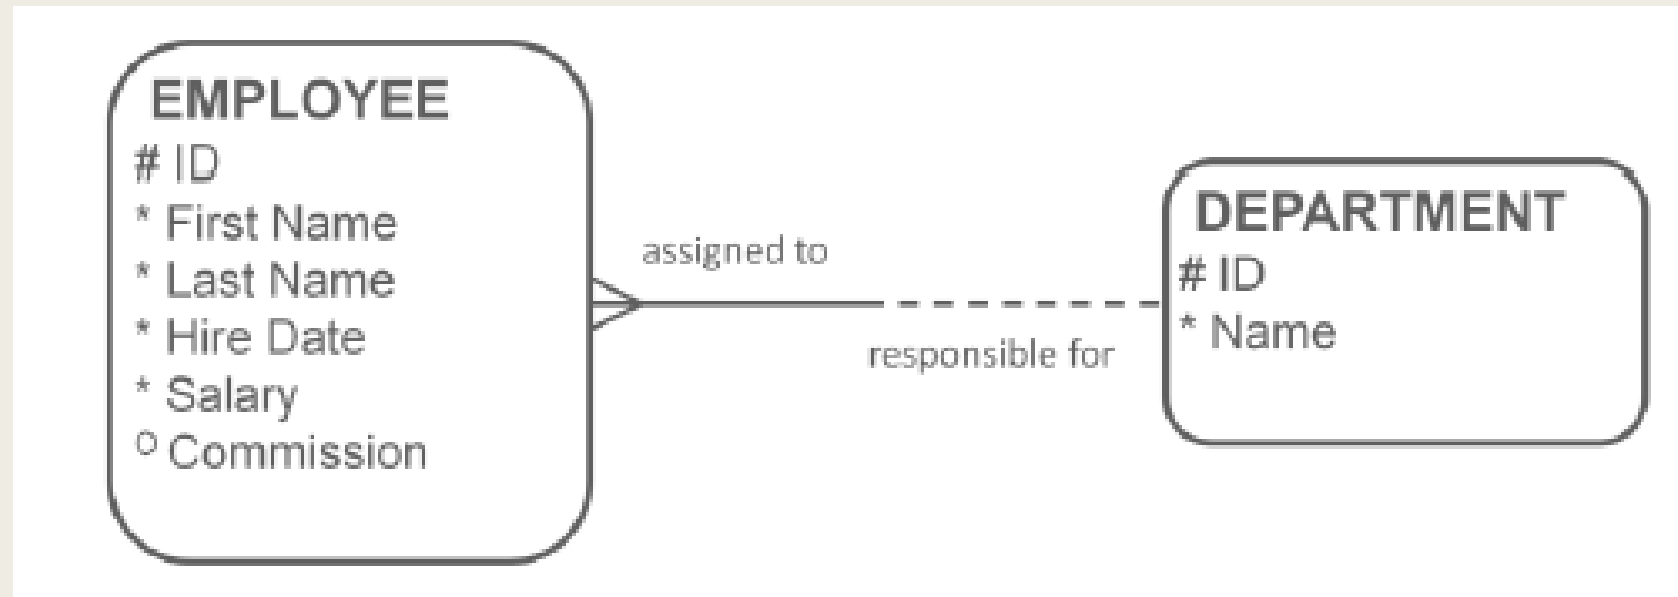 EMPLOYEE
# ID
* First Name
* Last Name
* Hire Date
* Salary
O Commission
assigned to
responsible for
DEPARTMENT
# ID
* Name